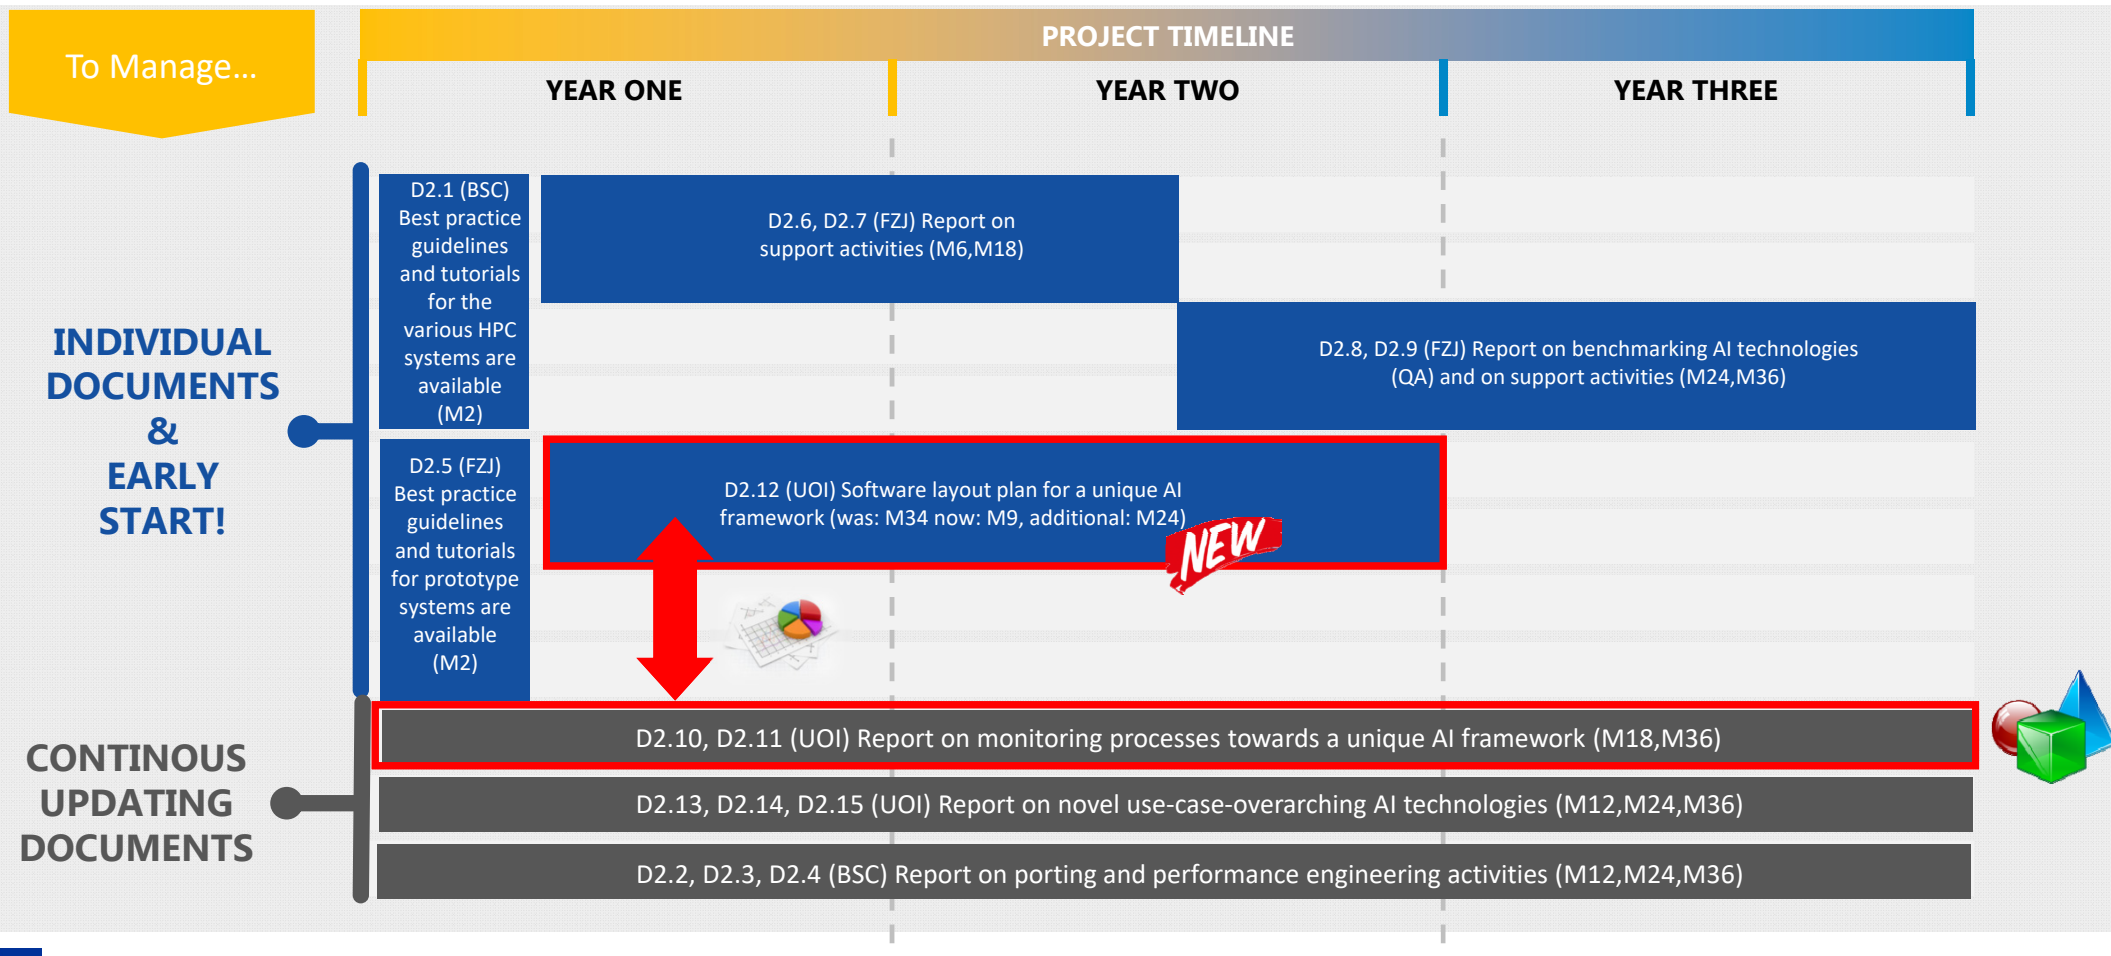 To Manage...
PROJECT TIMELINE
YEAR ONE
YEAR TWO
YEAR THREE
INDIVIDUAL
DOCUMENTS
&
EARLY
START!
D2.1 (BSC)
Best practice
guidelines
and tutorials
for the
various HPC
systems are
available
(M2)
D2.6, D2.7 (FZJ) Report on
support activities (M6,M18)
D2.8, D2.9 (FZJ) Report on benchmarking AI technologies
(QA) and on support activities (M24,M36)
D2.5 (FZJ)
Best practice
guidelines
and tutorials
for prototype
systems are
available
(M2)
D2.12 (UOI) Software layout plan for a unique AI
framework (was: M34 now: M9, additional: M24)
NEW
CONTINOUS
UPDATING
DOCUMENTS
D2.10, D2.11 (UOI) Report on monitoring processes towards a unique AI framework (M18,M36)
D2.13, D2.14, D2.15 (UOI) Report on novel use-case-overarching AI technologies (M12,M24,M36)
D2.2, D2.3, D2.4 (BSC) Report on porting and performance engineering activities (M12,M24,M36)